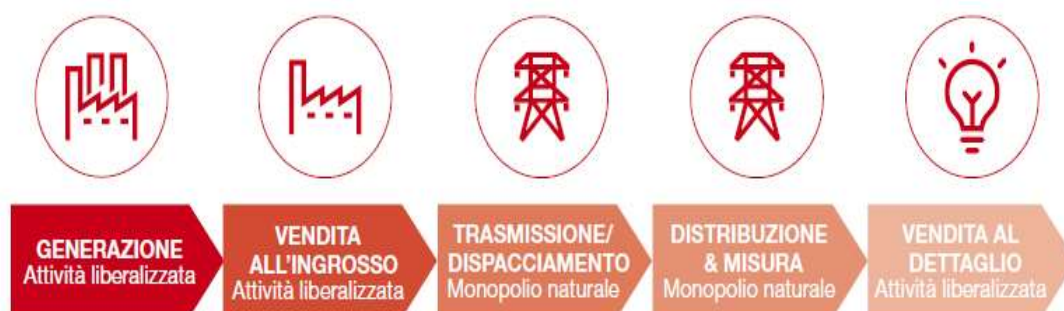 GENERAZIONE
Attività liberalizzata
VENDITA
ALL'INGROSSO
Attività liberalizzata
TRASMISSIONE/
DISPACCIAMENTO
Monopolio naturale
DISTRIBUZIONE
& MISURA
Monopolio naturale
VENDITA AL
DETTAGLIO
Attività liberalizzata